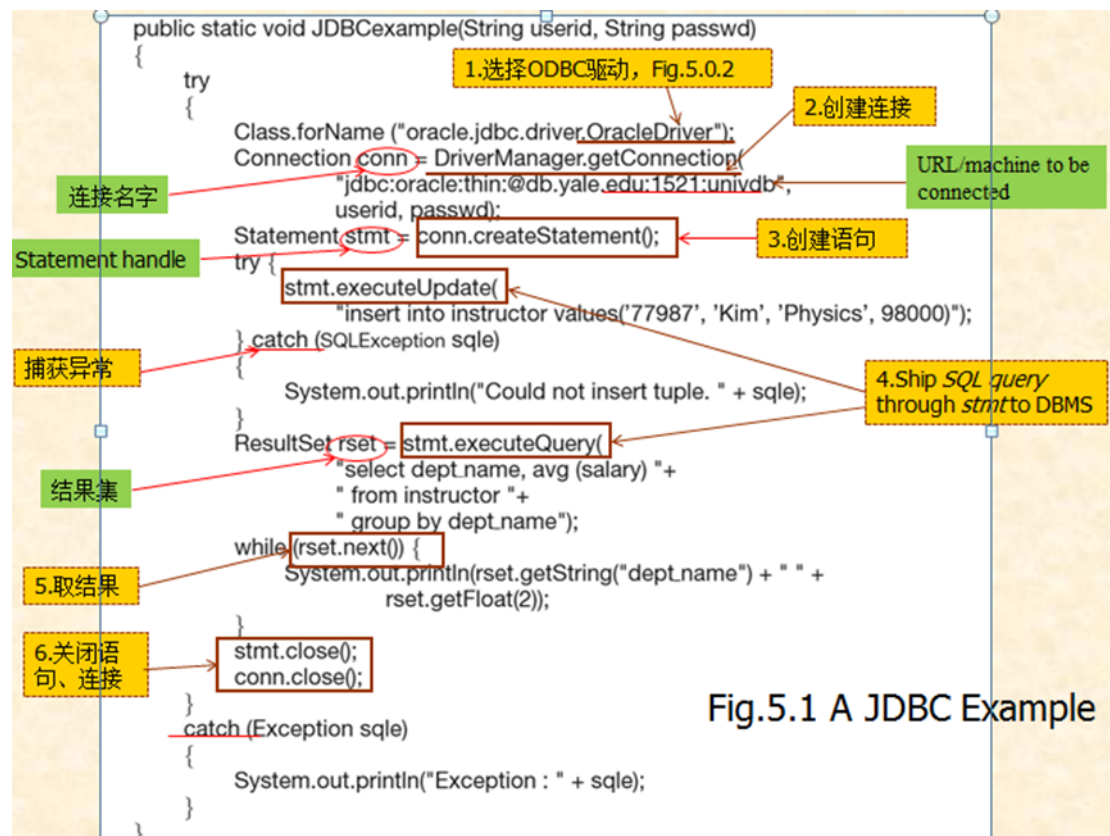 public static void JDBCexample(String userid, String passwd)
{
1.选择ODBC驱动，Fig.5.0.2
try
{
2.创建连接
Class.forName ("oracle.jdbc.driver.OracleDriver");
Connection conn = DriverManager.getConnection(
URL/machine to be
connected
"jdbc:oracle:thin:@db.yale.edu:1521:univdb",
连接名字
userid, passwd);
Statement stmt = conn.createStatement();
3.创建语句
Statement handle
try {
stmt.executeUpdate(
"insert into instructor values('77987', 'Kim', 'Physics', 98000)");
} catch (SQLException sqle)
捕获异常
{
System.out.println("Could not insert tuple. " + sqle);
4.Ship SQL query
through stmt to DBMS
}
ResultSet rset = stmt.executeQuery(
"select dept_name, avg (salary) "+
结果集
" from instructor "+
" group by dept_name");
while (rset.next()) {
5.取结果
System.out.println(rset.getString("dept_name") + " " +
rset.getFloat(2));
}
6.关闭语
句、连接
stmt.close();
conn.close();
}
Fig.5.1 A JDBC Example
catch (Exception sqle)
{
System.out.println("Exception : " + sqle);
}
}